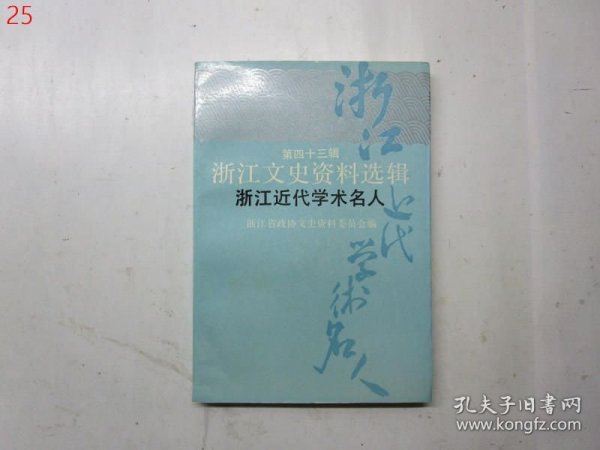 25
第四十三辑
浙江文史资料选辑
浙江近代学术名人
浙江省政协文史资料委员会编
浙江近代学術名人
孔夫子旧书网
www.kongfz.com